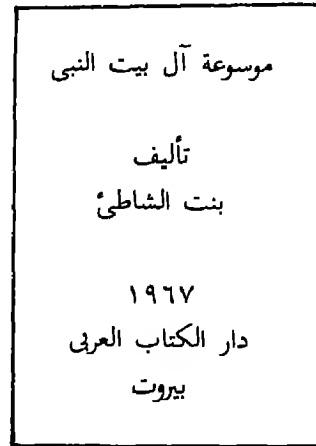 موسوعة آل بيت النبى
تأليف
بنت الشاطئ
١٩٦٧
دار الكتاب العربى
بيروت